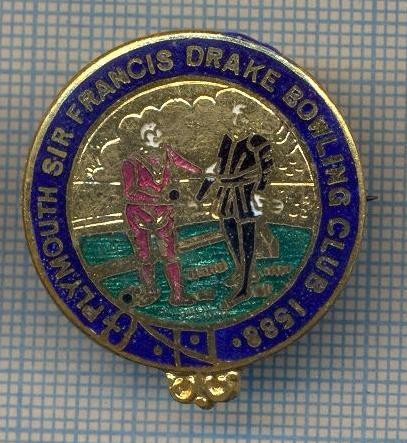 PLYMOUTH SIR FRANCIS DRAKE BOWLING CLUB 1588.